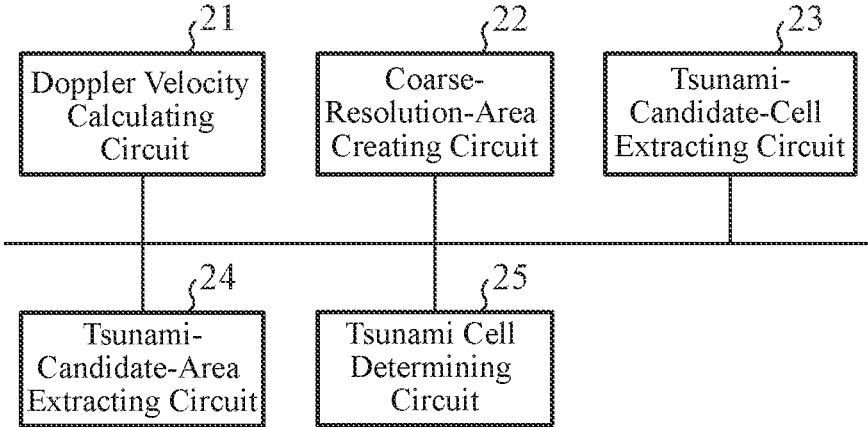 21
Doppler Velocity
Calculating
Circuit
22
Coarse-
Resolution-Area
Creating Circuit
23
Tsunami-
Candidate-Cell
Extracting Circuit
24
Tsunami-
Candidate-Area
Extracting Circuit
25
Tsunami Cell
Determining
Circuit